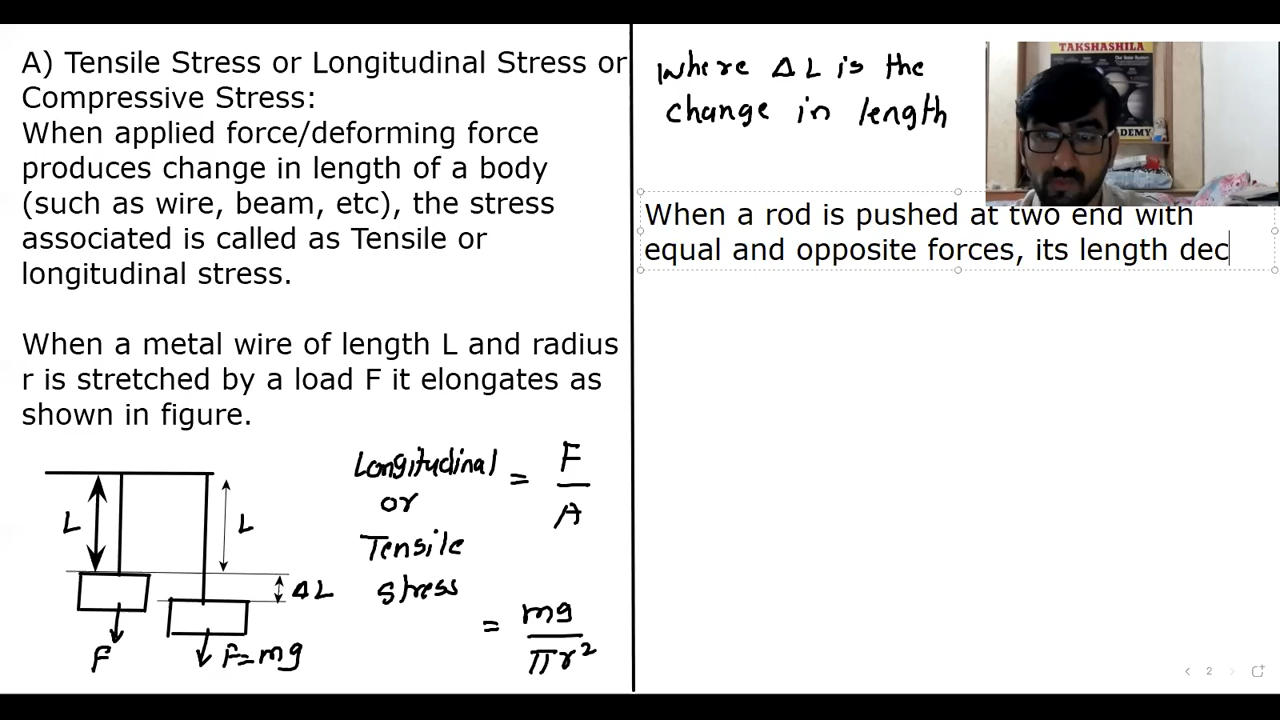 A) Tensile Stress or Longitudinal Stress or
Compressive Stress:
When applied force/deforming force
produces change in length of a body
(such as wire, beam, etc), the stress
associated is called as Tensile or
longitudinal stress.
When a metal wire of length L and radius
r is stretched by a load F it elongates as
shown in figure.
L
L
ΔL
F
F=mg
Longitudinal
or
Tensile
stress
= F
A
= mg
πr²
where ΔL is the
change in length
TAKSHASHILA
DEMY
When a rod is pushed at two end with
equal and opposite forces, its length dec
2